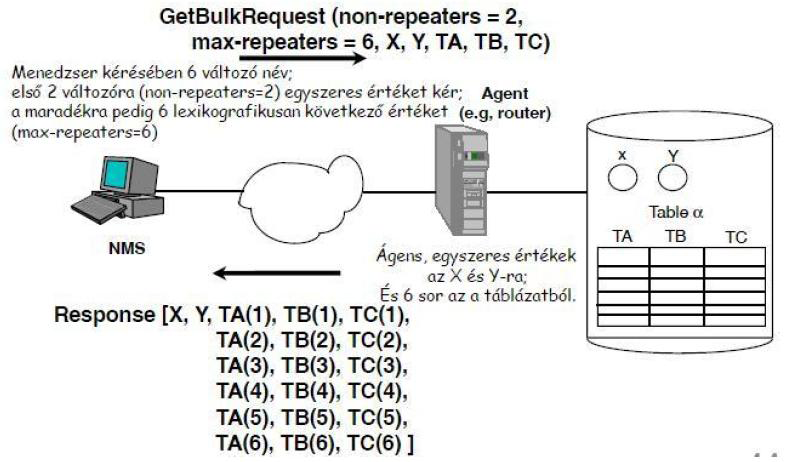 GetBulkRequest (non-repeaters = 2,
max-repeaters = 6, X, Y, TA, TB, TC)
Menedzser kérésében 6 változó név;
első 2 változóra (non-repeaters=2) egyszeres értéket kér;
a maradékra pedig 6 lexikografikusan következő értéket
(max-repeaters=6)
Agent
(e.g, router)
NMS
X Y
Table α
TA TB TC
Ágens, egyszeres értékek
az X és Y-ra;
És 6 sor az a táblázatból.
Response [X, Y, TA(1), TB(1), TC(1),
TA(2), TB(2), TC(2),
TA(3), TB(3), TC(3),
TA(4), TB(4), TC(4),
TA(5), TB(5), TC(5),
TA(6), TB(6), TC(6) ]